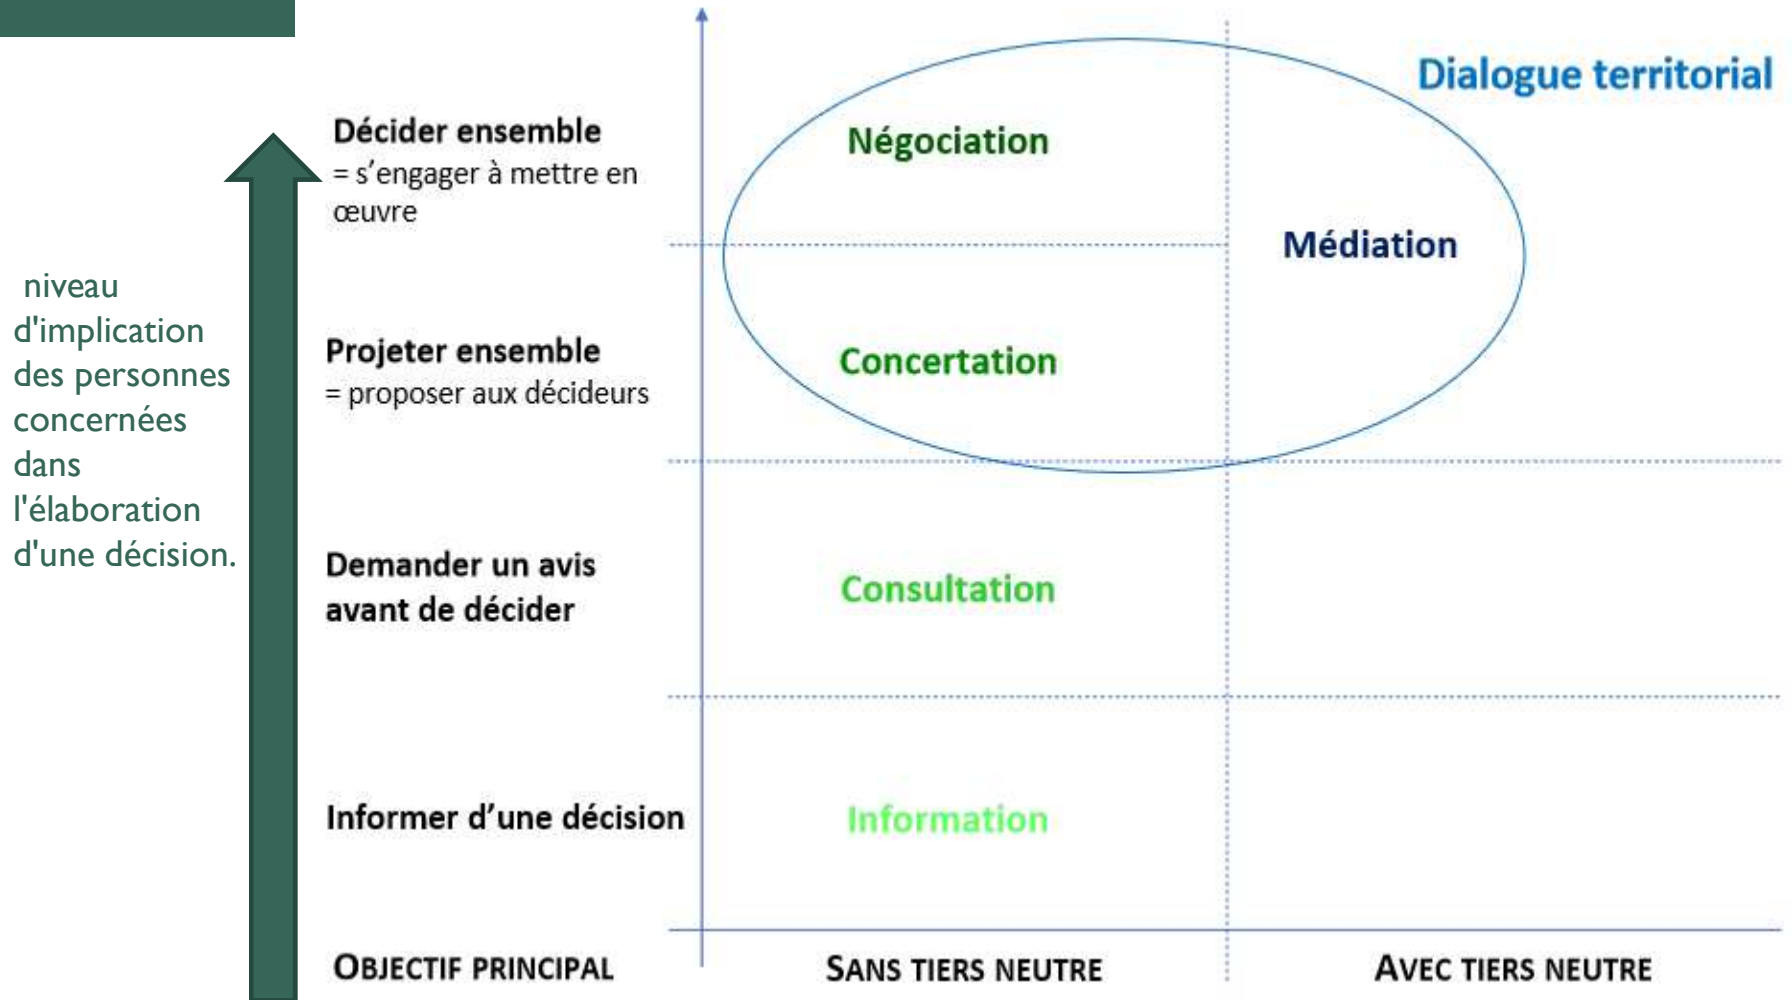 niveau
d'implication
des personnes
concernées
dans
l'élaboration
d'une décision.
Dialogue territorial
Décider ensemble
= s’engager à mettre en
œuvre
Négociation
Médiation
Projeter ensemble
= proposer aux décideurs
Concertation
Demander un avis
avant de décider
Consultation
Informer d’une décision
Information
OBJECTIF PRINCIPAL
SANS TIERS NEUTRE
AVEC TIERS NEUTRE